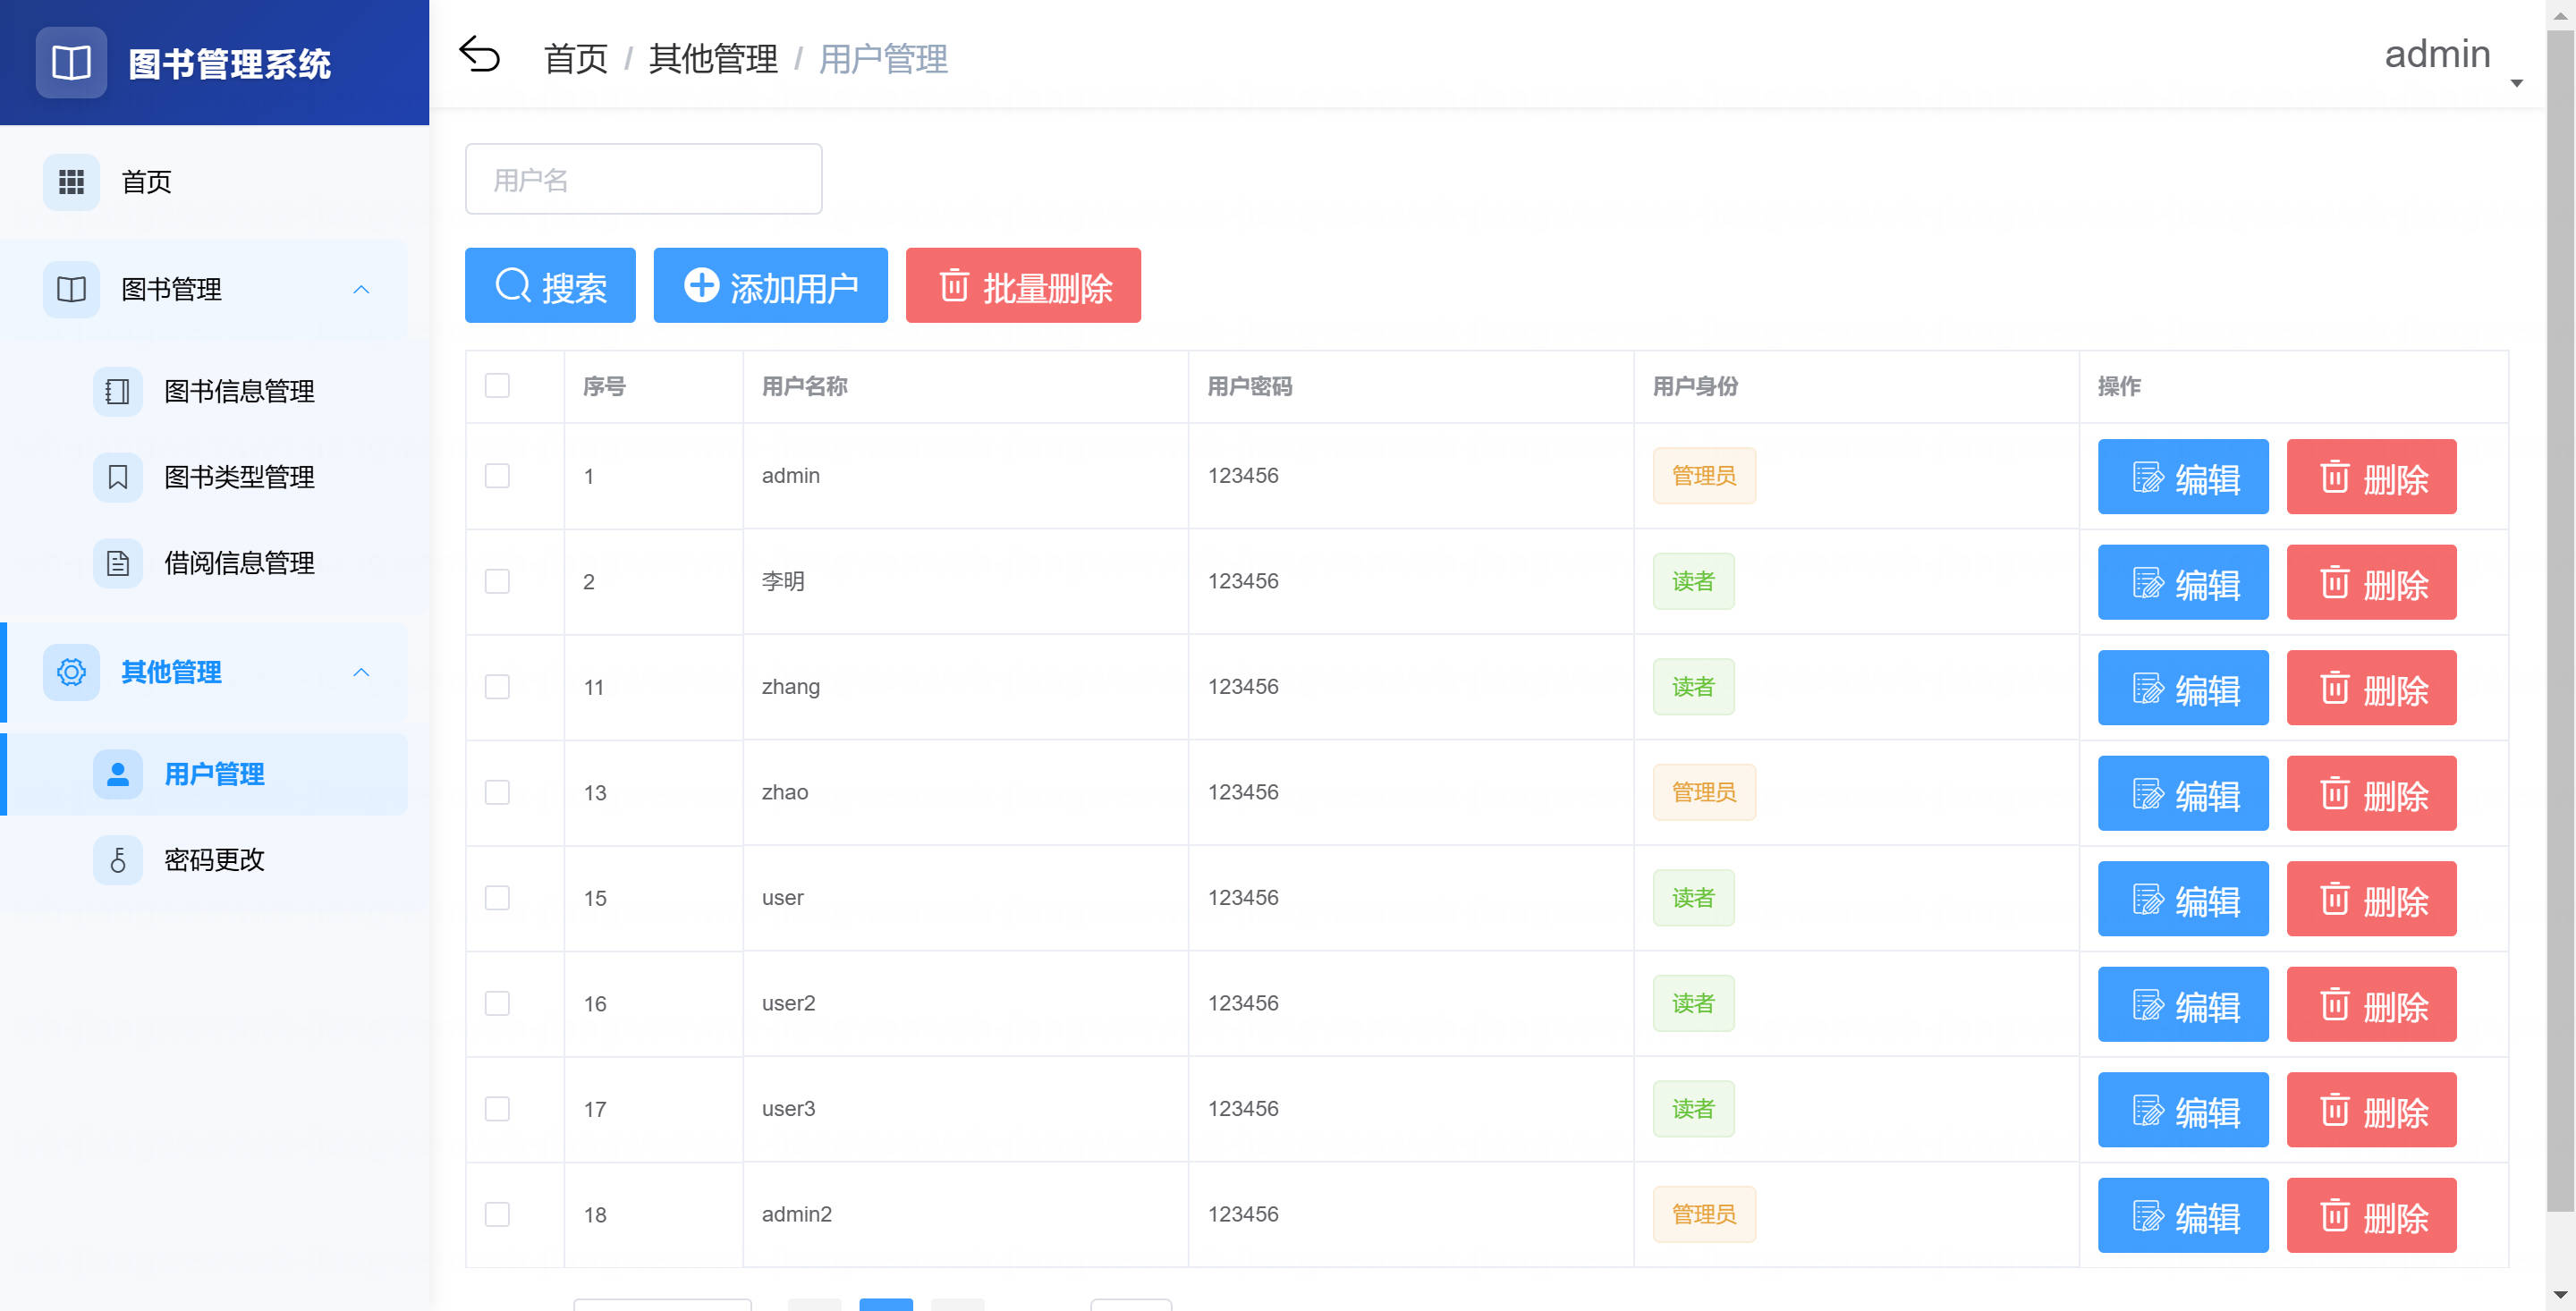 图书管理系统
首页 / 其他管理 / 用户管理
admin
首页
图书管理
图书信息管理
图书类型管理
借阅信息管理
其他管理
用户管理
密码更改
用户名
搜索 添加用户 批量删除
序号 用户名称 用户密码 用户身份 操作
1 admin 123456 管理员 编辑 删除
2 李明 123456 读者 编辑 删除
11 zhang 123456 读者 编辑 删除
13 zhao 123456 管理员 编辑 删除
15 user 123456 读者 编辑 删除
16 user2 123456 读者 编辑 删除
17 user3 123456 读者 编辑 删除
18 admin2 123456 管理员 编辑 删除